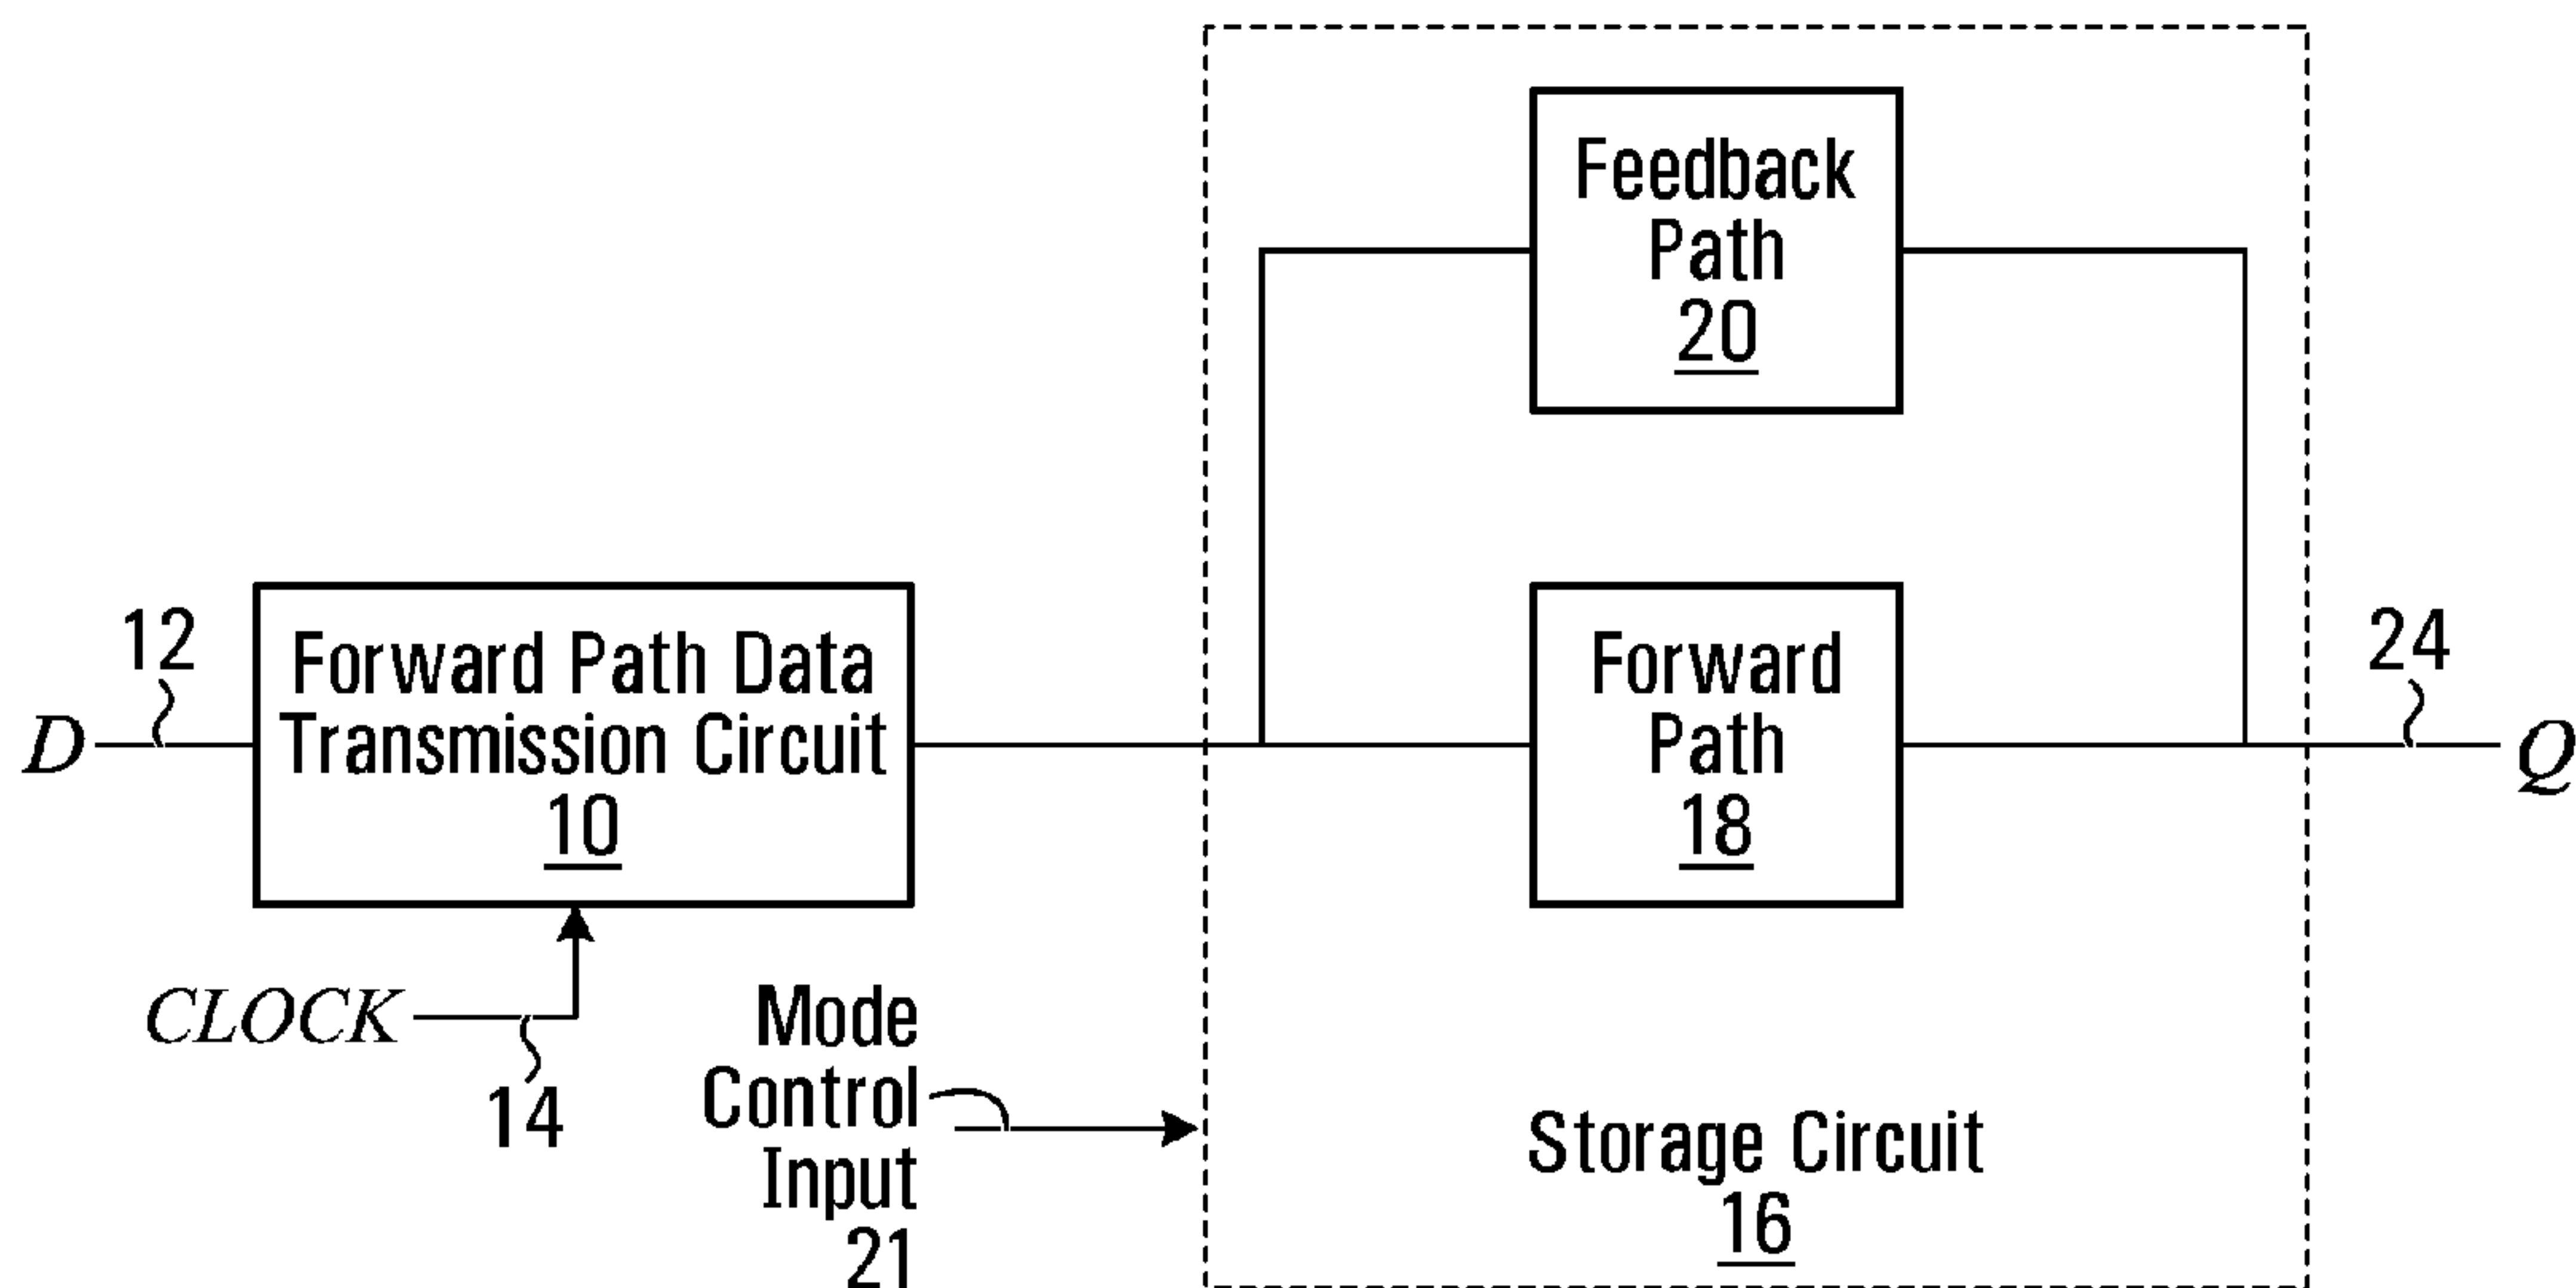 Feedback
Path
20
12
D
Forward Path Data
Transmission Circuit
10
Forward
Path
18
24
Q
CLOCK
14
Mode
Control
Input
21
Storage Circuit
16